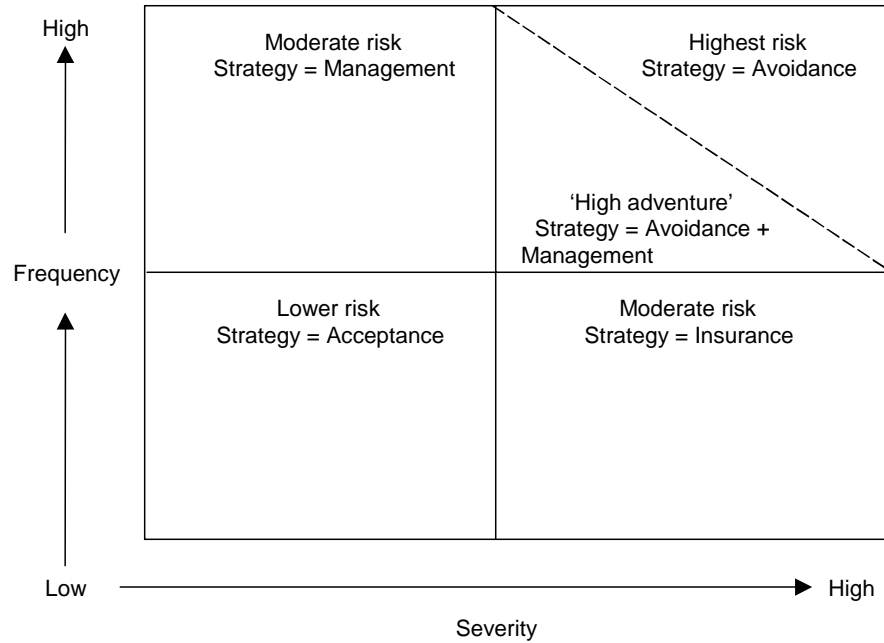 High
Moderate risk
Strategy = Management
Highest risk
Strategy = Avoidance
‘High adventure’
Strategy = Avoidance +
Management
Frequency
Lower risk
Strategy = Acceptance
Moderate risk
Strategy = Insurance
Low
High
Severity